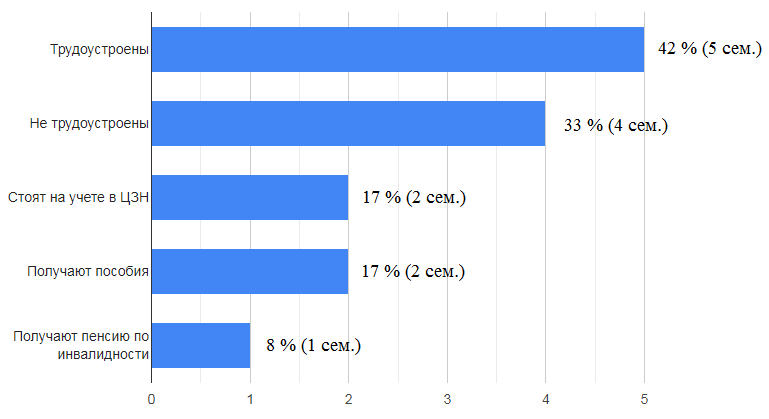 Трудоустроены
42 % (5 сем.)
Не трудоустроены
33 % (4 сем.)
Стоят на учете в ЦЗН
17 % (2 сем.)
Получают пособия
17 % (2 сем.)
Получают пенсию по
инвалидности
8 % (1 сем.)
0 1 2 3 4 5